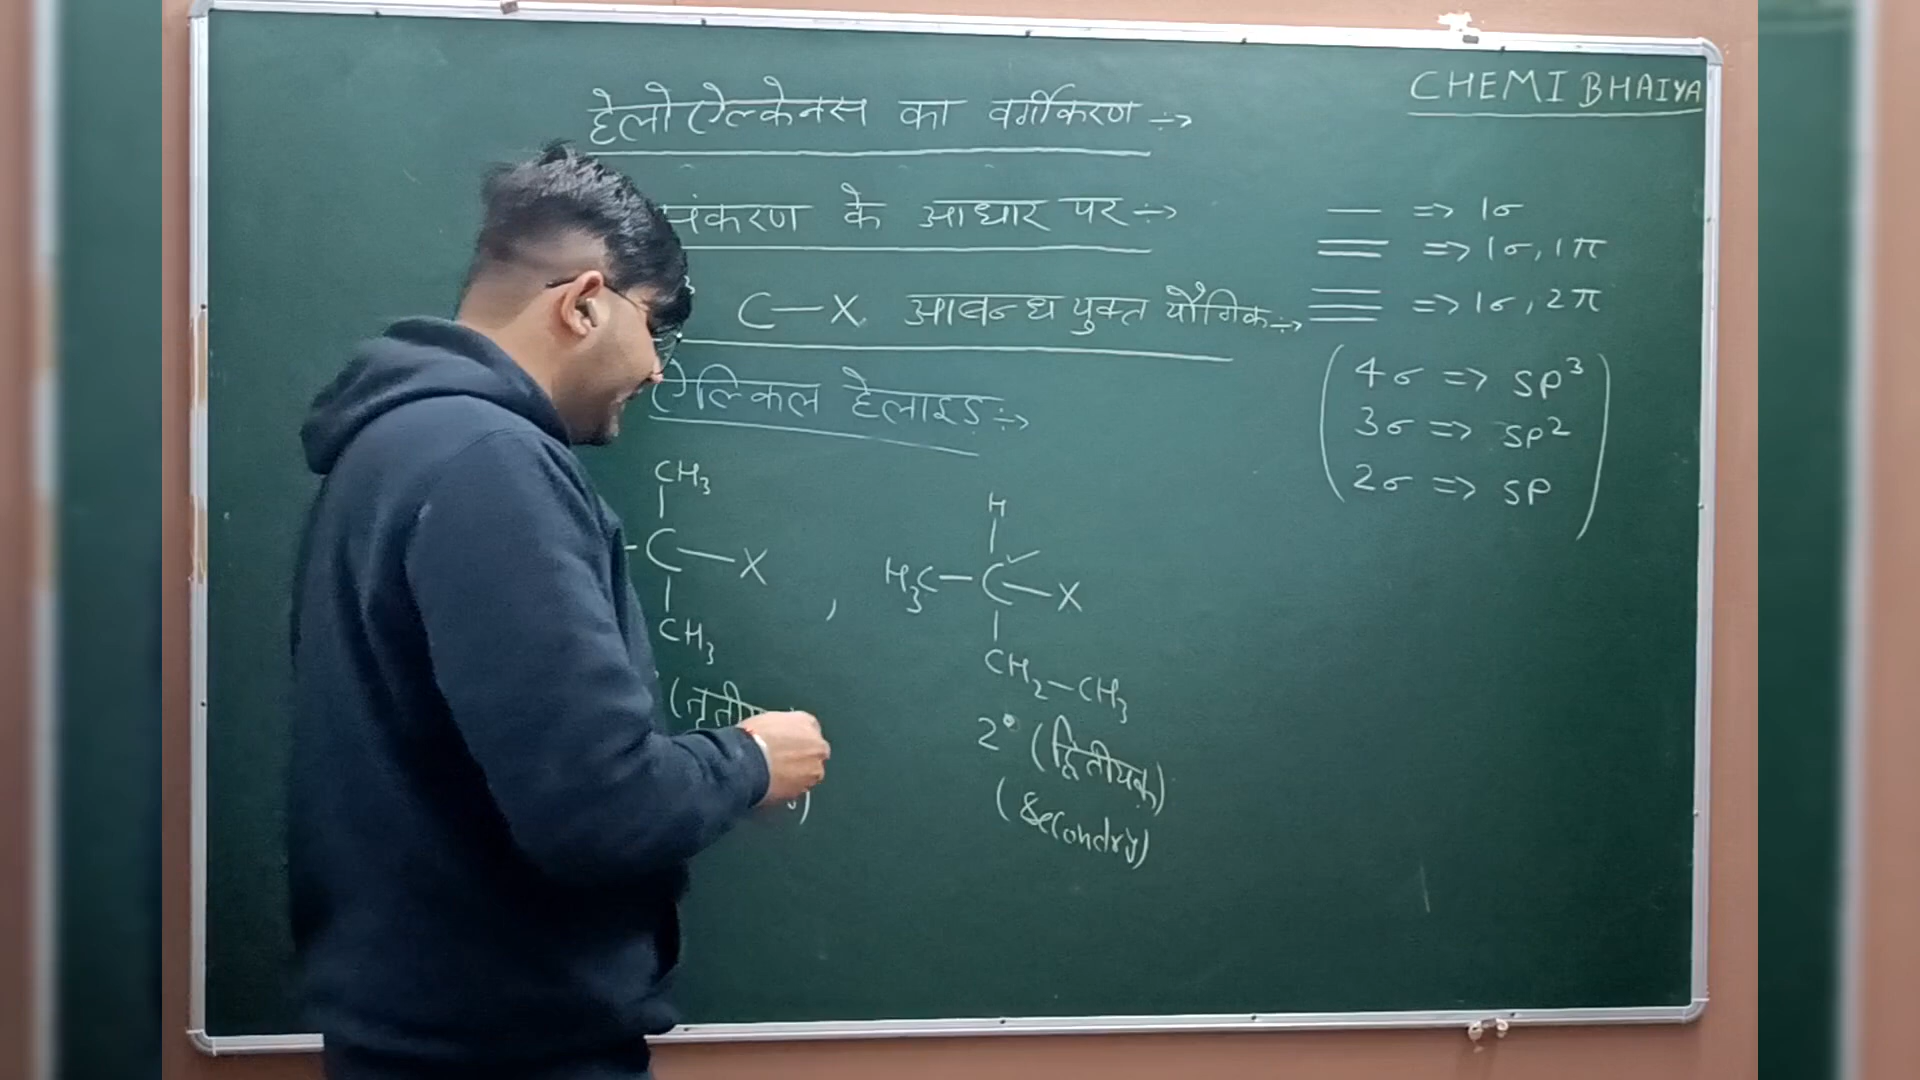 CHEMI BHAIYA
हेलोऐल्केनस का वर्गीकरण ÷>
संकरण के आधार पर ÷>
C—X आबन्ध युक्त यौगिक ÷>
ऐल्किल हेलाइड ÷>
— => 1σ
= => 1σ, 1π
≡ => 1σ, 2π
4σ => sp³
3σ => sp²
2σ => sp
CH₃
-C—X
CH₃
,
H
H₃C—C—X
CH₂—CH₃
2° (द्वितीयक)
(Secondry)